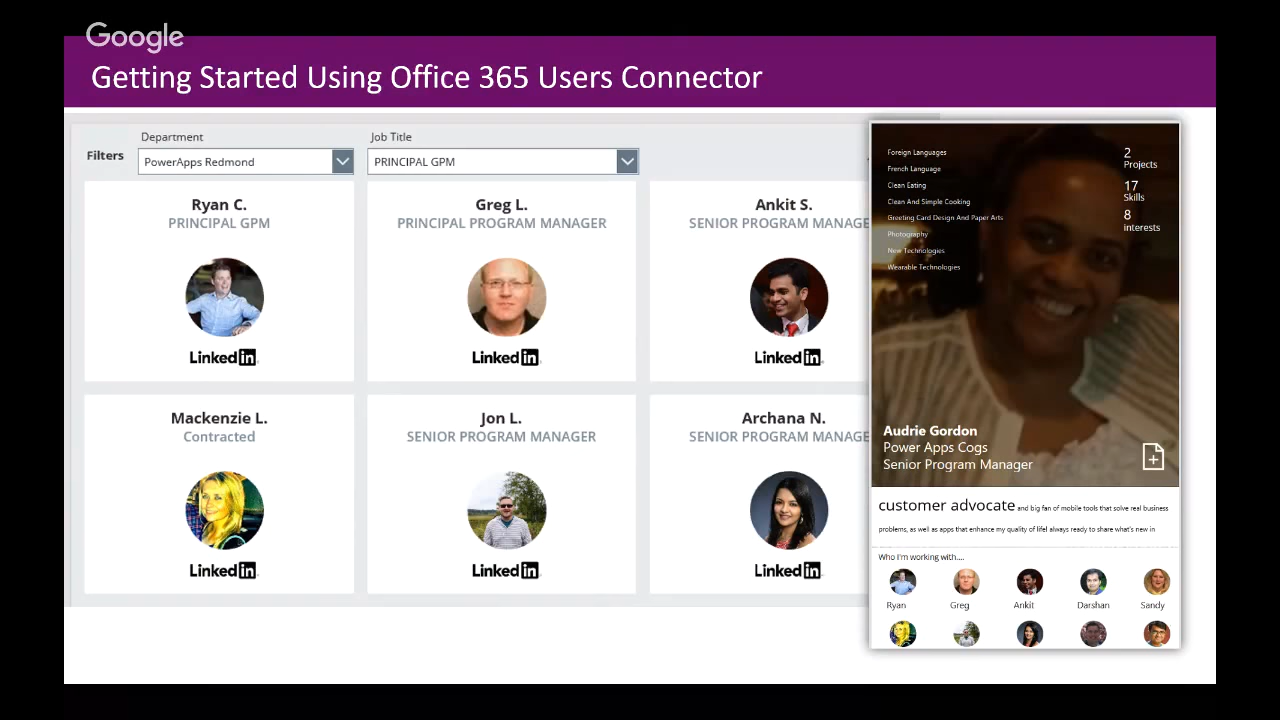 Google
Getting Started Using Office 365 Users Connector
Department
Job Title
Filters
PowerApps Redmond
PRINCIPAL GPM
Ryan C.
PRINCIPAL GPM
LinkedIn
Greg L.
PRINCIPAL PROGRAM MANAGER
LinkedIn
Ankit S.
SENIOR PROGRAM MANAGE
LinkedIn
Mackenzie L.
Contracted
LinkedIn
Jon L.
SENIOR PROGRAM MANAGER
LinkedIn
Archana N.
SENIOR PROGRAM MANAGE
LinkedIn
Foreign Languages
French Language
Clean Eating
Clean And Simple Cooking
Greeting Card Design And Paper Arts
Photography
New Technologies
Wearable Technologies
2
Projects
17
Skills
8
interests
Audrie Gordon
Power Apps Cogs
Senior Program Manager
customer advocate and big fan of mobile tools that solve real business
problems, as well as apps that enhance my quality of life! always ready to share what's new in
Who I'm working with....
Ryan Greg Ankit Darshan Sandy